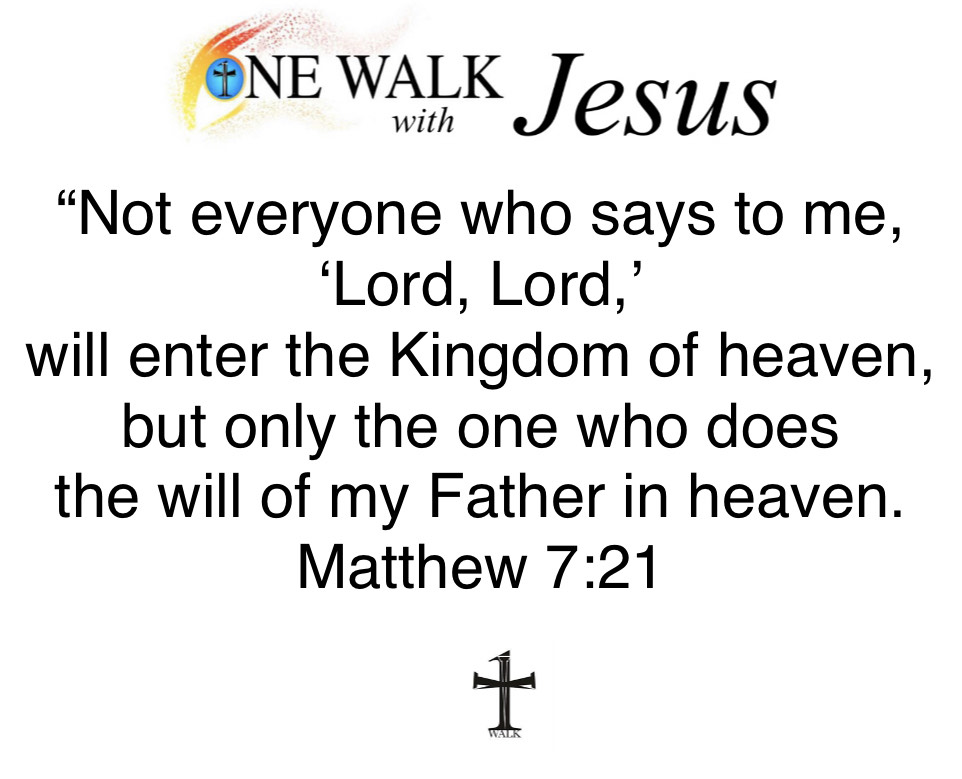 ONE WALK
with Jesus
“Not everyone who says to me,
‘Lord, Lord,’
will enter the Kingdom of heaven,
but only the one who does
the will of my Father in heaven.
Matthew 7:21
1
WALK